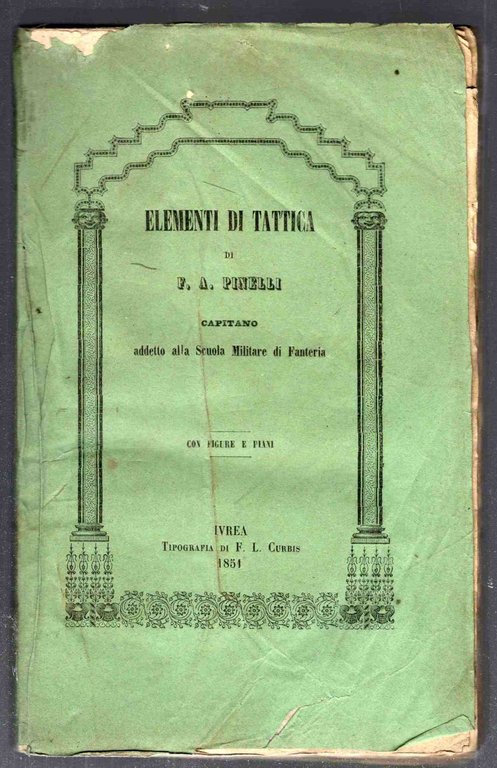 ELEMENTI DI TATTICA
DI
F. A. PINELLI
CAPITANO
addetto alla Scuola Militare di Fanteria
CON FIGURE E PIANI
IVREA
TIPOGRAFIA DI F. L. CURBIS
1851